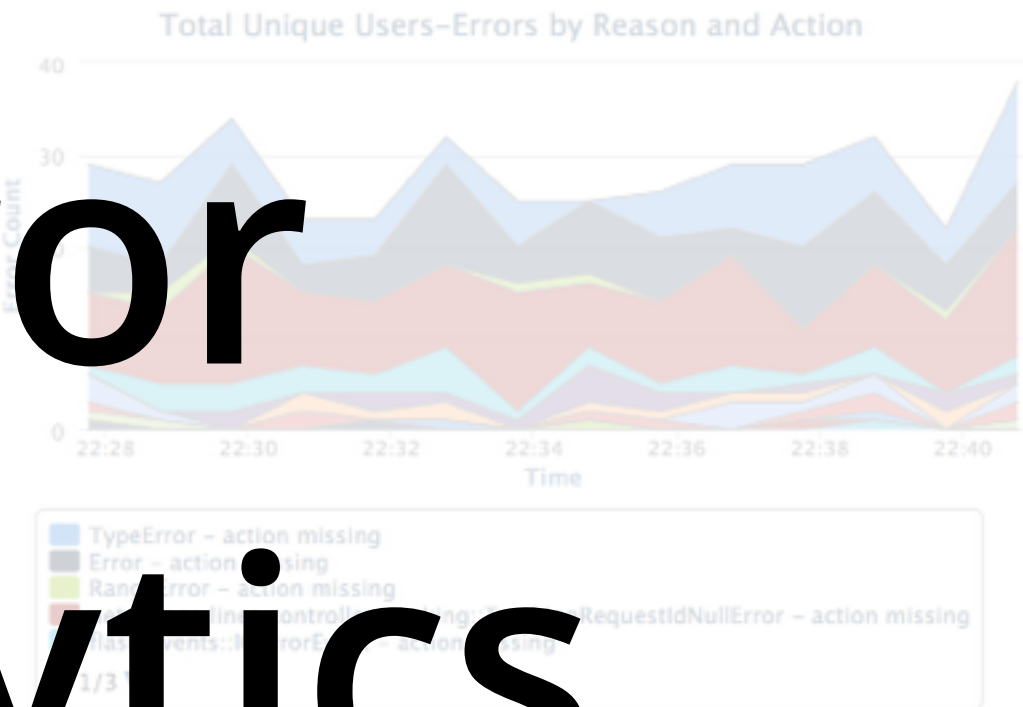 Total Unique Users-Errors by Reason and Action
40
30
or
Error Count
0
22:28 22:30 22:32 22:34 22:36 22:38 22:40
Time
TypeError – action missing
Error – action
– action missing
RequestIdNullError – action missing
ytics
1/3